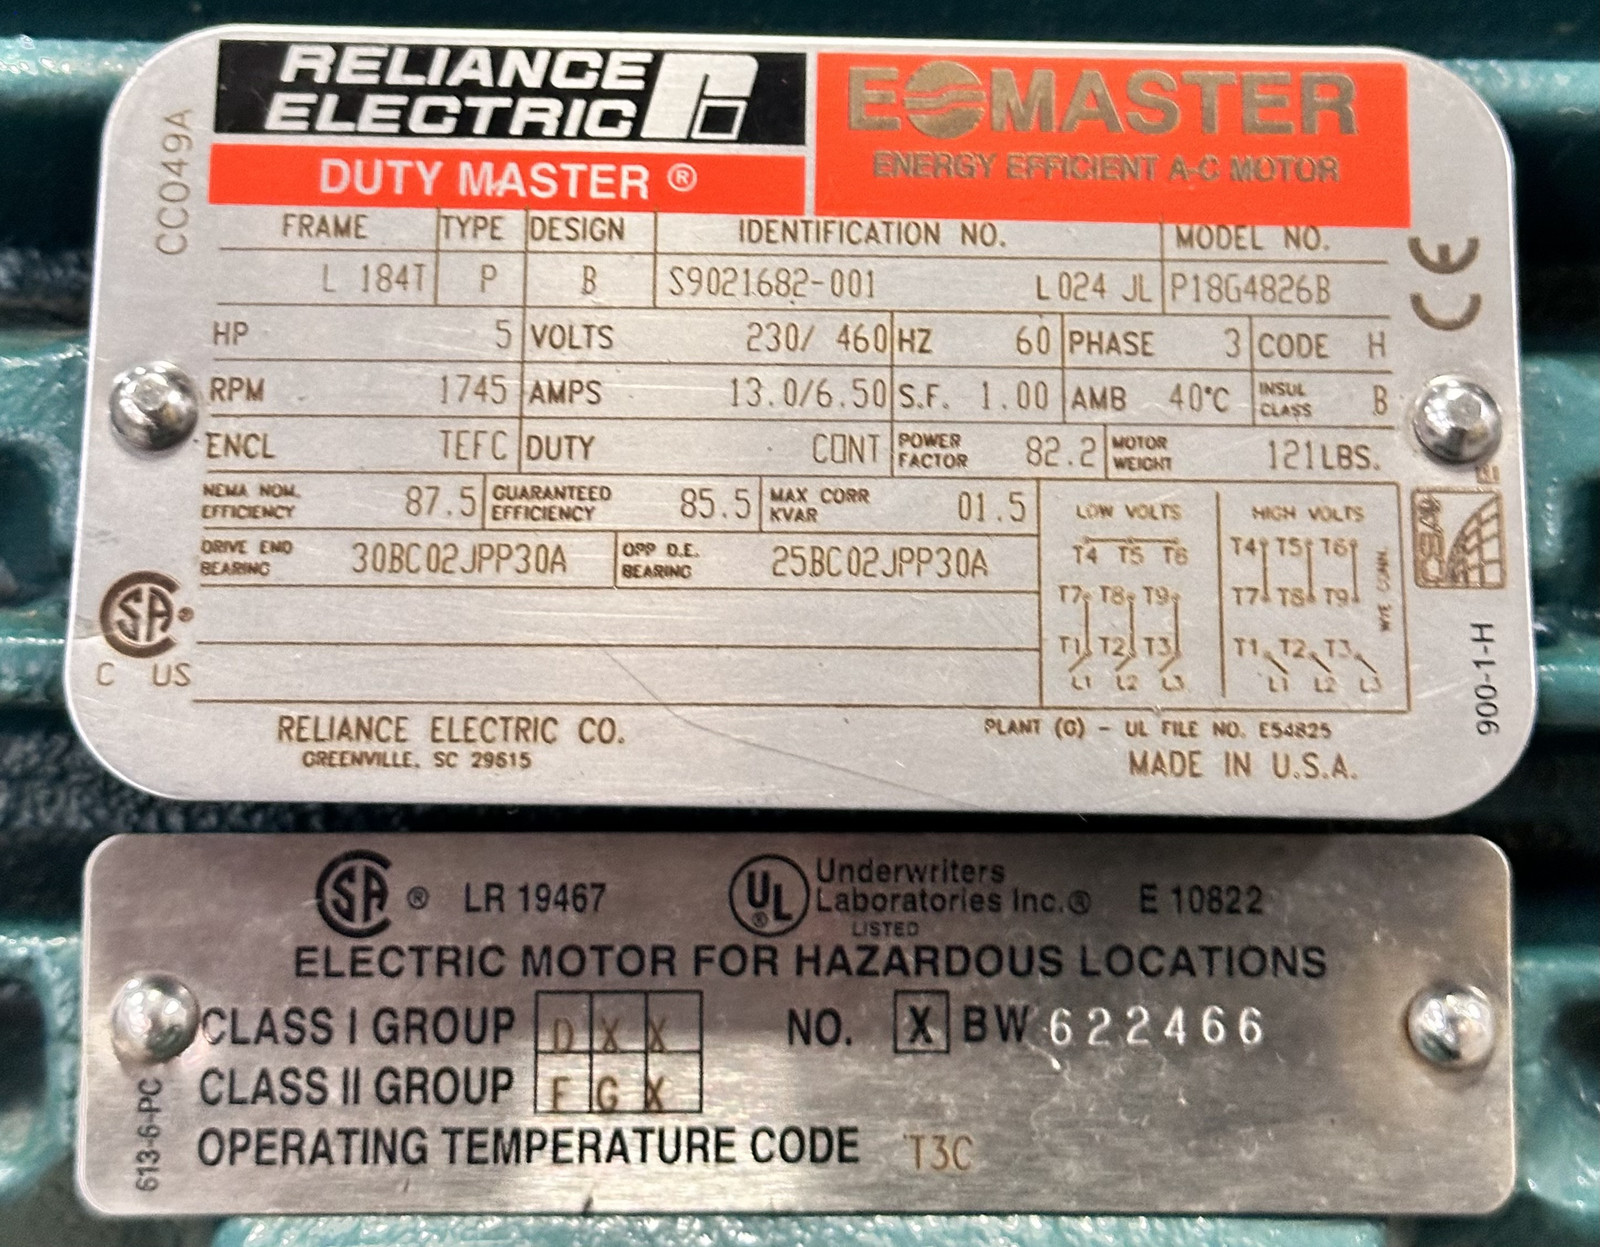 RELIANCE
ELECTRIC
DUTY MASTER ®
E MASTER
ENERGY EFFICIENT A-C MOTOR
CC049A
FRAME TYPE DESIGN IDENTIFICATION NO. MODEL NO.
L 184T P B S9021682-001 L024 JL P18G4826B
CE
HP 5 VOLTS 230/ 460 HZ 60 PHASE 3 CODE H
RPM 1745 AMPS 13.0/6.50 S.F. 1.00 AMB 40°C INSUL CLASS B
ENCL TEFC DUTY CONT POWER FACTOR 82.2 MOTOR WEIGHT 121LBS.
NEMA NOM. EFFICIENCY 87.5 GUARANTEED EFFICIENCY 85.5 MAX CORR KVAR 01.5
DRIVE END BEARING 30BC02JPP30A OPP D.E. BEARING 25BC02JPP30A
LOW VOLTS HIGH VOLTS
T4 T5 T6 T4 T5 T6
T7 T8 T9 T7 T8 T9
T1 T2 T3 T1 T2 T3
L1 L2 L3 L1 L2 L3
WYE CONN.
SA ®
C US
900-1-H
RELIANCE ELECTRIC CO.
GREENVILLE, SC 29615
PLANT (G) - UL FILE NO. E54825
MADE IN U.S.A.
SA ® LR 19467
UL ® Underwriters
Laboratories Inc.® E 10822
LISTED
ELECTRIC MOTOR FOR HAZARDOUS LOCATIONS
CLASS I GROUP D X X NO. X BW 622466
CLASS II GROUP F G X
OPERATING TEMPERATURE CODE T3C
613-6-PC